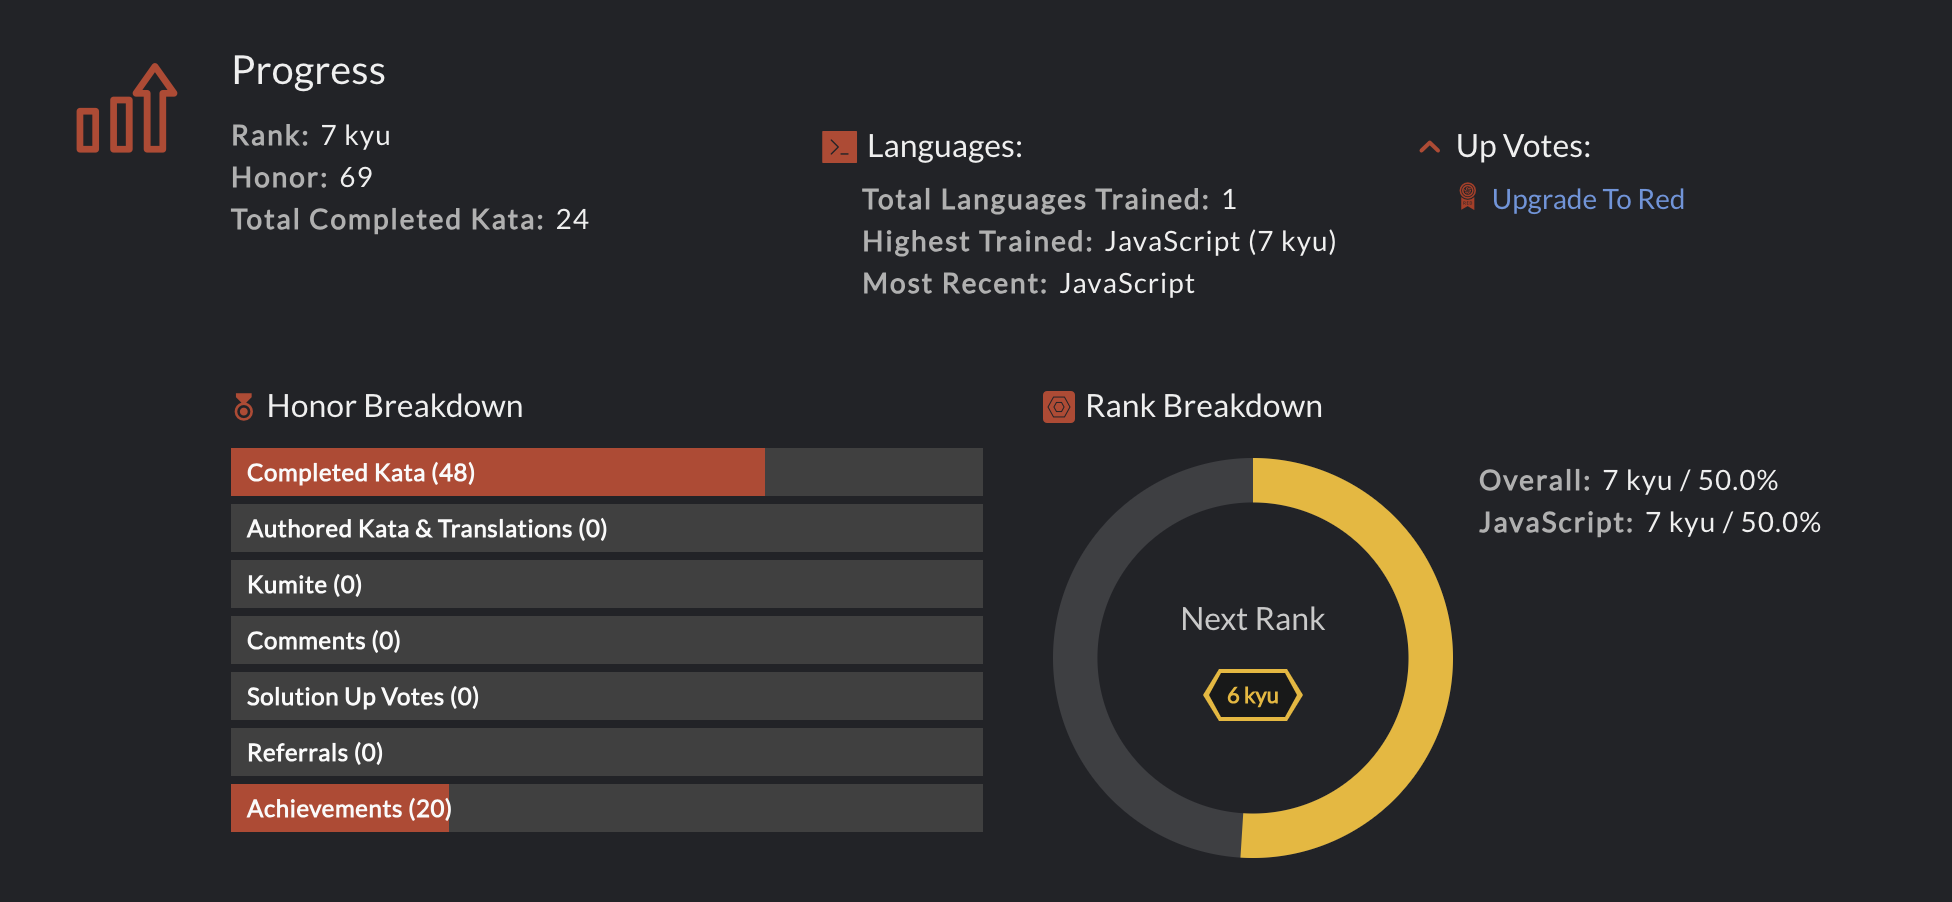 Progress
Rank: 7 kyu
Honor: 69
Total Completed Kata: 24
Languages:
Total Languages Trained: 1
Highest Trained: JavaScript (7 kyu)
Most Recent: JavaScript
Up Votes:
Upgrade To Red
Honor Breakdown
Completed Kata (48)
Authored Kata & Translations (0)
Kumite (0)
Comments (0)
Solution Up Votes (0)
Referrals (0)
Achievements (20)
Rank Breakdown
Next Rank
6 kyu
Overall: 7 kyu / 50.0%
JavaScript: 7 kyu / 50.0%